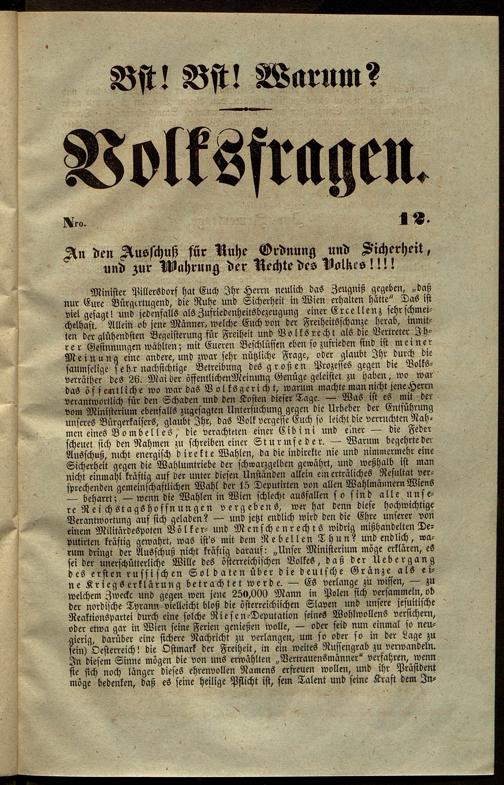 Bst! Bst! Warum?
Volksfragen.
Nro. 12.
An den Ausschuß für Ruhe Ordnung und Sicherheit,
und zur Wahrung der Rechte des Volkes!!!!
Minister Pillersdorf hat Euch Ihr Herrn neulich das Zeugniß gegeben, „daß
nur Eure Bürgertugend, die Ruhe und Sicherheit in Wien erhalten hätte“ Das ist
viel gesagt! und jedenfalls als Zufriedenheitsbezeugung einer Excellenz sehr schmei-
chelhaft. Allein ob jene Männer, welche Euch von der Freiheitsschanze herab, inmit-
ten der glühendsten Begeisterung für Freiheit und Volksrecht als die Vertreter Ih-
rer Gesinnungen wählten; mit Eueren Beschlüssen eben so zufrieden sind ist meiner
Meinung eine andere, und zwar sehr nützliche Frage, oder glaubt Ihr durch die
saumselige sehr nachsichtige Betreibung des großen Prozesses gegen die Volks-
verräther des 26. Mai der öffentlichen Meinung Genüge geleistet zu haben, wo war
das öffentliche wo war das Volksgericht, warum machte man nicht jene Herrn
verantwortlich für den Schaden und den Kosten dieser Tage. — Was ist es mit der
vom Ministerium ebenfalls zugesagten Untersuchung gegen die Urheber der Entführung
unseres Bürgerkaisers, glaubt Ihr, das Volk vergeße Euch so leicht die verruchten Nah-
men eines Bombelles, die verachteten einer Cibini und einer — die Feder
scheuet sich den Nahmen zu schreiben einer Sturmfeder. — Warum begehrte der
Ausschuß, nicht energisch direkte Wahlen, da die indirekte nie und nimmermehr eine
Sicherheit gegen die Wahlumtriebe der schwarzgelben gewährt, und weßhalb ist man
nicht einmahl kräftig auf der unter diesen Umständen allein ein erträgliches Resultat ver-
sprechenden gemeinschaftlichen Wahl der 15 Deputirten von allen Wahlmännern Wiens
— beharrt; — wenn die Wahlen in Wien schlecht ausfallen so sind alle unse-
re Reichstagshoffnungen vergebens, wer hat denn diese hochwichtige
Verantwortung auf sich geladen? — und jetzt endlich wird den die Ehre unserer von
einem Militärdespoten Völker- und Menschenrechts widrig mißhandelten De-
putirten kräftig gewahrt, was ist's mit dem Rebellen Thun? und endlich, wa-
rum dringt der Ausschuß nicht kräftig darauf: „Unser Ministerium möge erklären, es
sei der unerschütterliche Wille des österreichischen Volkes, daß der Uebergang
des ersten russischen Soldaten über die deutsche Gränze als ei-
ne Kriegserklärung betrachtet werde. — Es verlange zu wissen, — zu
welchem Zwecke und gegen wen jene 250,000 Mann in Polen sich versammeln, ob
der nordische Tyrann vielleicht bloß die österreichischen Slaven und unsere jesuitische
Reaktionspartei durch eine solche Riesen-Deputation seines Wohlwollens versichern,
oder etwa gar in Wien seine Ferien genießen wolle, — oder seid nun einmal so neu-
gierig, darüber eine sichere Nachricht zu verlangen, um so oder so in der Lage zu
sein) Oesterreich! die Ostmark der Freiheit, in ein weites Russengrab zu verwandeln.
In diesem Sinne mögen die von uns erwählten „Vertrauensmänner“ verfahren, wenn
sie sich noch länger dieses ehrenvollen Namens erfreuen wollen, und ihr Präsident
möge bedenken, daß es seine heilige Pflicht ist, sem Talent und seine Kraft dem In-